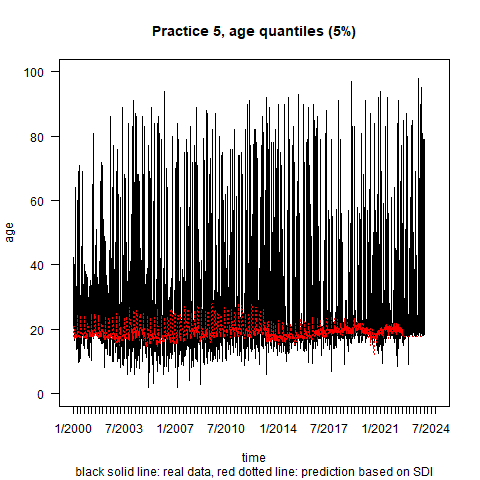 Practice 5, age quantiles (5%)
100
80
60
40
20
0
age
1/2000 7/2003 1/2007 7/2010 1/2014 7/2017 1/2021 7/2024
time
black solid line: real data, red dotted line: prediction based on SDI